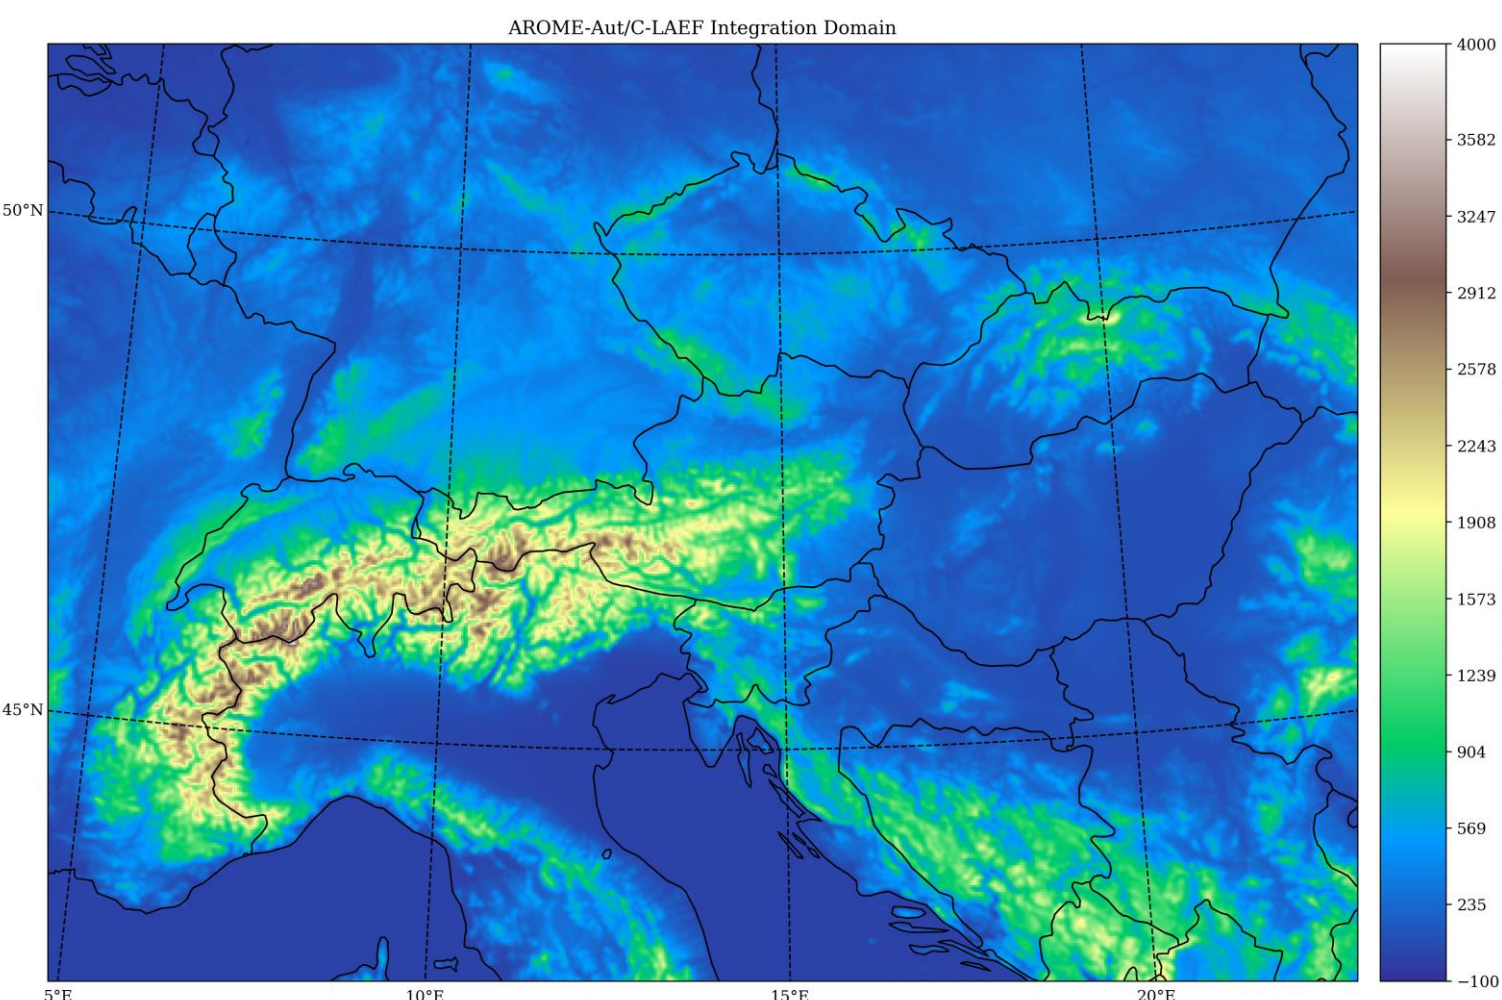 AROME-Aut/C-LAEF Integration Domain
50°N
45°N
5°E
10°E
15°E
20°E
4000
3582
3247
2912
2578
2243
1908
1573
1239
904
569
235
−100